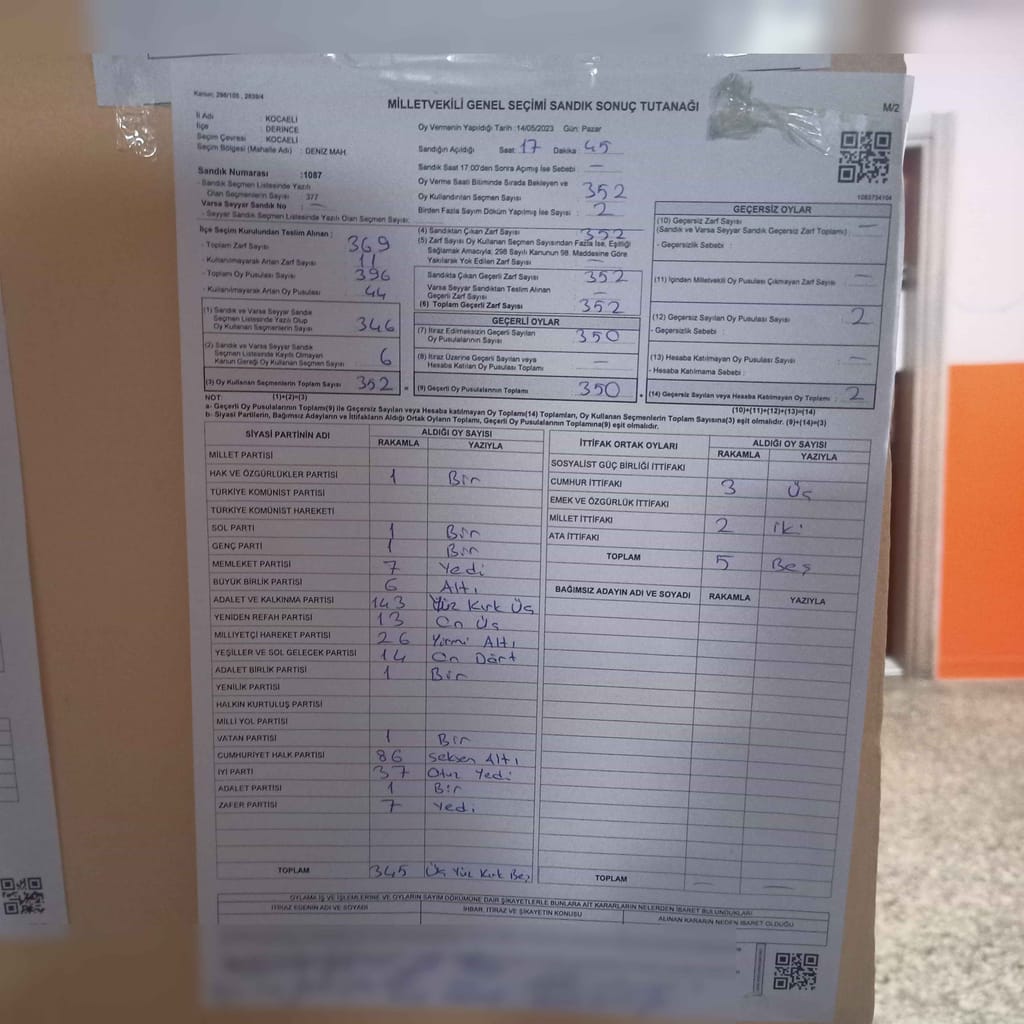 Kanun: 298/105 , 2839/4
MİLLETVEKİLİ GENEL SEÇİMİ SANDIK SONUÇ TUTANAĞI
M/2
İl Adı : KOCAELİ
İlçe : DERİNCE
Seçim Çevresi : KOCAELİ
Seçim Bölgesi (Mahalle Adı) : DENİZ MAH.
Oy Vermenin Yapıldığı Tarih :14/05/2023 Gün: Pazar
Sandığın Açıldığı Saat: 17 Dakika: 45
Sandık Saat 17:00'den Sonra Açımış İse Sebebi : —
Oy Verme Saati Bitiminde Sırada Bekleyen ve
Oy Kullandırılan Seçmen Sayısı : 352
Birden Fazla Sayım Döküm Yapılmış İse Sayısı : 2
Sandık Numarası :1087
- Sandık Seçmen Listesinde Yazılı
Olan Seçmenlerin Sayısı : 377
Varsa Seyyar Sandık No : —
- Seyyar Sandık Seçmen Listesinde Yazılı Olan Seçmen Sayısı:
İlçe Seçim Kurulundan Teslim Alınan ;
- Toplam Zarf Sayısı : 369
- Kullanılmayarak Artan Zarf Sayısı : 11
- Toplam Oy Pusulası Sayısı : 396
- Kullanılmayarak Artan Oy Pusulası : 44
(1) Sandık ve Varsa Seyyar Sandık
Seçmen Listesinde Yazılı Olup
Oy Kullanan Seçmenlerin Sayısı : 346
(2) Sandık ve Varsa Seyyar Sandık
Seçmen Listesinde Kayıtlı Olmayan
Kanun Gereği Oy Kullanan Seçmen Sayısı : 6
(3) Oy Kullanan Seçmenlerin Toplam Sayısı : 352
(1)+(2)=(3)
(4) Sandıktan Çıkan Zarf Sayısı : 352
(5) Zarf Sayısı Oy Kullanan Seçmen Sayısından Fazla İse, Eşitliği
Sağlamak Amacıyla; 298 Sayılı Kanunun 98. Maddesine Göre
Yakılarak Yok Edilen Zarf Sayısı : —
Sandıkta Çıkan Geçerli Zarf Sayısı : 352
Varsa Seyyar Sandıktan Teslim Alınan
Geçerli Zarf Sayısı : —
(6) Toplam Geçerli Zarf Sayısı : 352
GEÇERLİ OYLAR
(7) İtiraz Edilmeksizin Geçerli Sayılan
Oy Pusulalarının Sayısı : 350
(8) İtiraz Üzerine Geçerli Sayılan veya
Hesaba Katılan Oy Pusulası Toplamı : —
(9) Geçerli Oy Pusulalarının Toplamı : 350
1083734104
GEÇERSİZ OYLAR
(10) Geçersiz Zarf Sayısı
(Sandık ve Varsa Seyyar Sandık Geçersiz Zarf Toplamı) : —
- Geçersizlik Sebebi :
(11) İçinden Milletvekili Oy Pusulası Çıkmayan Zarf Sayısı : —
(12) Geçersiz Sayılan Oy Pusulası Sayısı : 2
- Geçersizlik Sebebi :
(13) Hesaba Katılmayan Oy Pusulası Sayısı : —
- Hesaba Katılmama Sebebi :
(14) Geçersiz Sayılan veya Hesaba Katılmayan Oy Toplamı : 2
(10)+(11)+(12)+(13)=(14)
NOT:
a- Geçerli Oy Pusulalarının Toplamı(9) ile Geçersiz Sayılan veya Hesaba katılmayan Oy Toplam(14) Toplamları, Oy Kullanan Seçmenlerin Toplam Sayısına(3) eşit olmalıdır. (9)+(14)=(3)
b- Siyasi Partilerin, Bağımsız Adayların ve İttifakların Aldığı Ortak Oyların Toplamı, Geçerli Oy Pusulalarının Toplamına(9) eşit olmalıdır.
SİYASİ PARTİNİN ADI ALDIĞI OY SAYISI
RAKAMLA YAZIYLA
MİLLET PARTİSİ
HAK VE ÖZGÜRLÜKLER PARTİSİ 1 Bir
TÜRKİYE KOMÜNİST PARTİSİ
TÜRKİYE KOMÜNİST HAREKETİ
SOL PARTİ 1 Bir
GENÇ PARTİ 1 Bir
MEMLEKET PARTİSİ 7 Yedi
BÜYÜK BİRLİK PARTİSİ 6 Altı
ADALET VE KALKINMA PARTİSİ 143 Yüz Kırk Üç
YENİDEN REFAH PARTİSİ 13 On Üç
MİLLİYETÇİ HAREKET PARTİSİ 26 Yirmi Altı
YEŞİLLER VE SOL GELECEK PARTİSİ 14 On Dört
ADALET BİRLİK PARTİSİ 1 Bir
YENİLİK PARTİSİ
HALKIN KURTULUŞ PARTİSİ
MİLLİ YOL PARTİSİ
VATAN PARTİSİ 1 Bir
CUMHURİYET HALK PARTİSİ 86 Seksen Altı
İYİ PARTİ 37 Otuz Yedi
ADALET PARTİSİ 1 Bir
ZAFER PARTİSİ 7 Yedi
TOPLAM 345 Üç Yüz Kırk Beş
İTTİFAK ORTAK OYLARI ALDIĞI OY SAYISI
RAKAMLA YAZIYLA
SOSYALİST GÜÇ BİRLİĞİ İTTİFAKI
CUMHUR İTTİFAKI 3 Üç
EMEK VE ÖZGÜRLÜK İTTİFAKI
MİLLET İTTİFAKI 2 iki
ATA İTTİFAKI
TOPLAM 5 Beş
BAĞIMSIZ ADAYIN ADI VE SOYADI RAKAMLA YAZIYLA
TOPLAM — —
OYLAMA İŞ VE İŞLEMLERİNE VE OYLARIN SAYIM DÖKÜMÜNE DAİR ŞİKAYETLERLE BUNLARA AİT KARARLARIN NELERDEN İBARET BULUNDUKLARI
İTİRAZ EDENİN ADI VE SOYADI
İHBAR, İTİRAZ VE ŞİKAYETİN KONUSU
ALINAN KARARIN NEDEN İBARET OLDUĞU